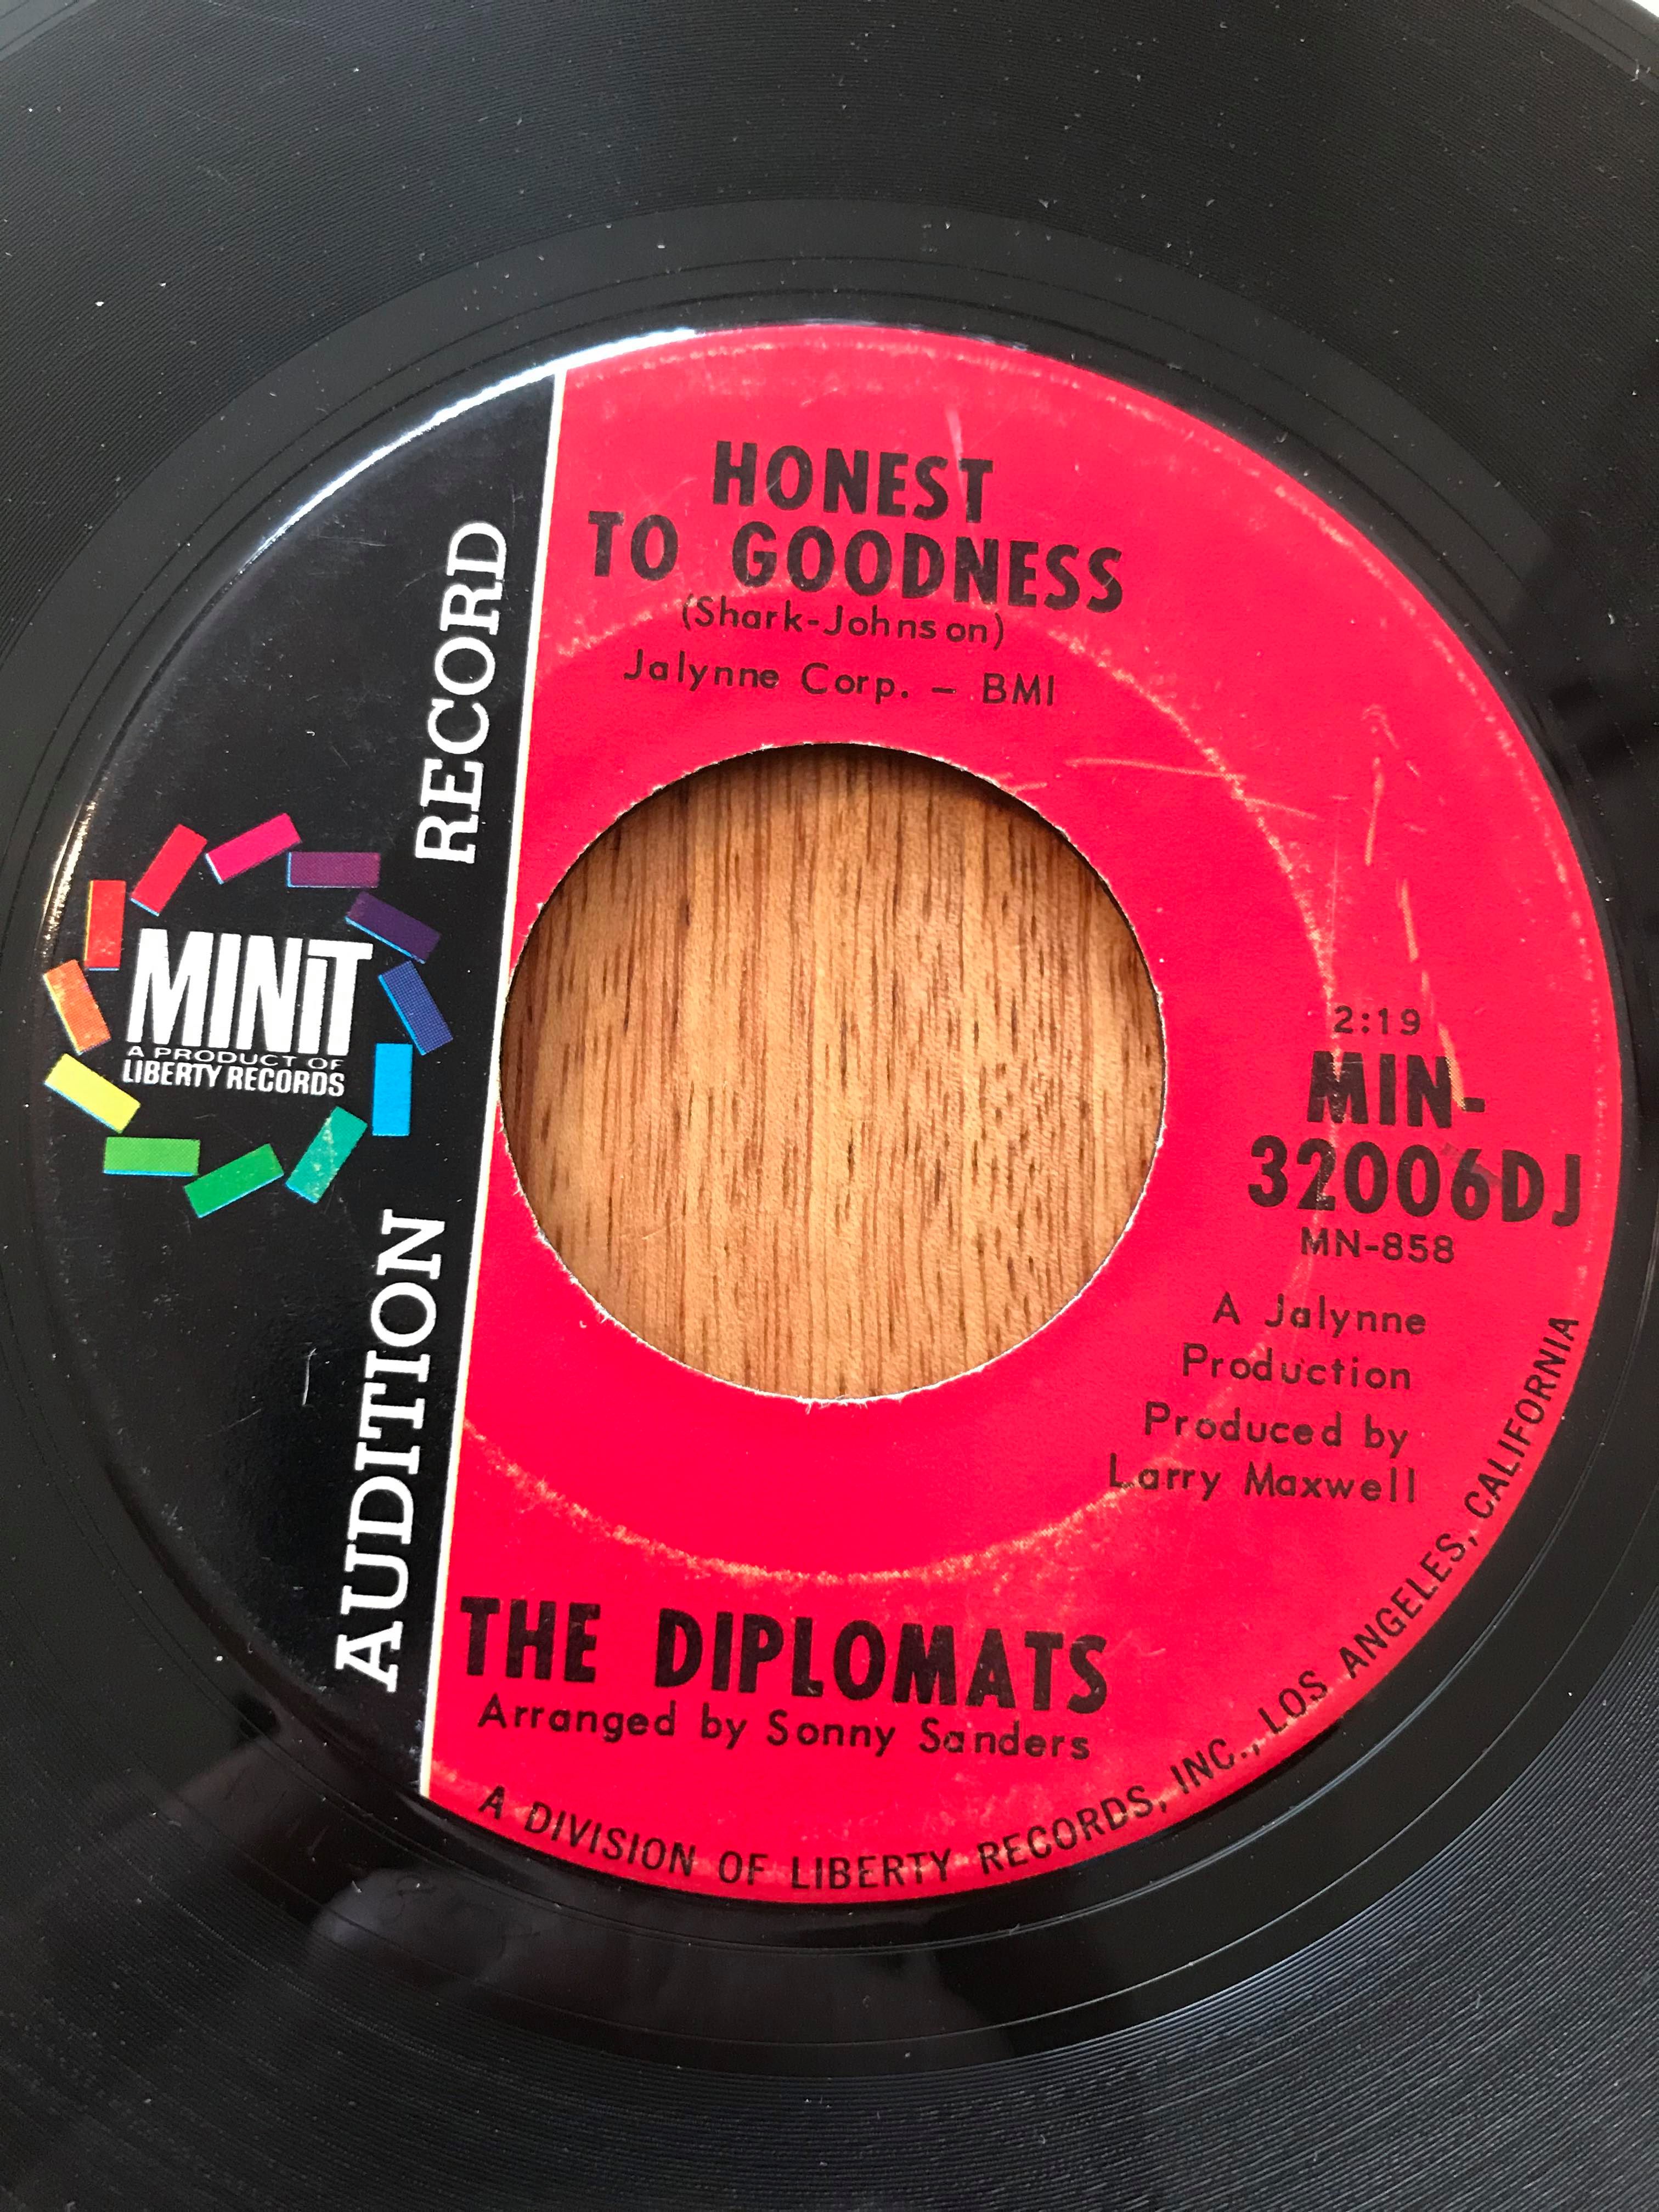 HONEST
TO GOODNESS
(Shark-Johnson)
Jalynne Corp. - BMI
AUDITION RECORD
MINIT
A PRODUCT OF
LIBERTY RECORDS
2:19
MIN-
32006DJ
MN-858
A Jalynne
Production
Produced by
Larry Maxwell
THE DIPLOMATS
Arranged by Sonny Sanders
A DIVISION OF LIBERTY RECORDS, INC., LOS ANGELES, CALIFORNIA